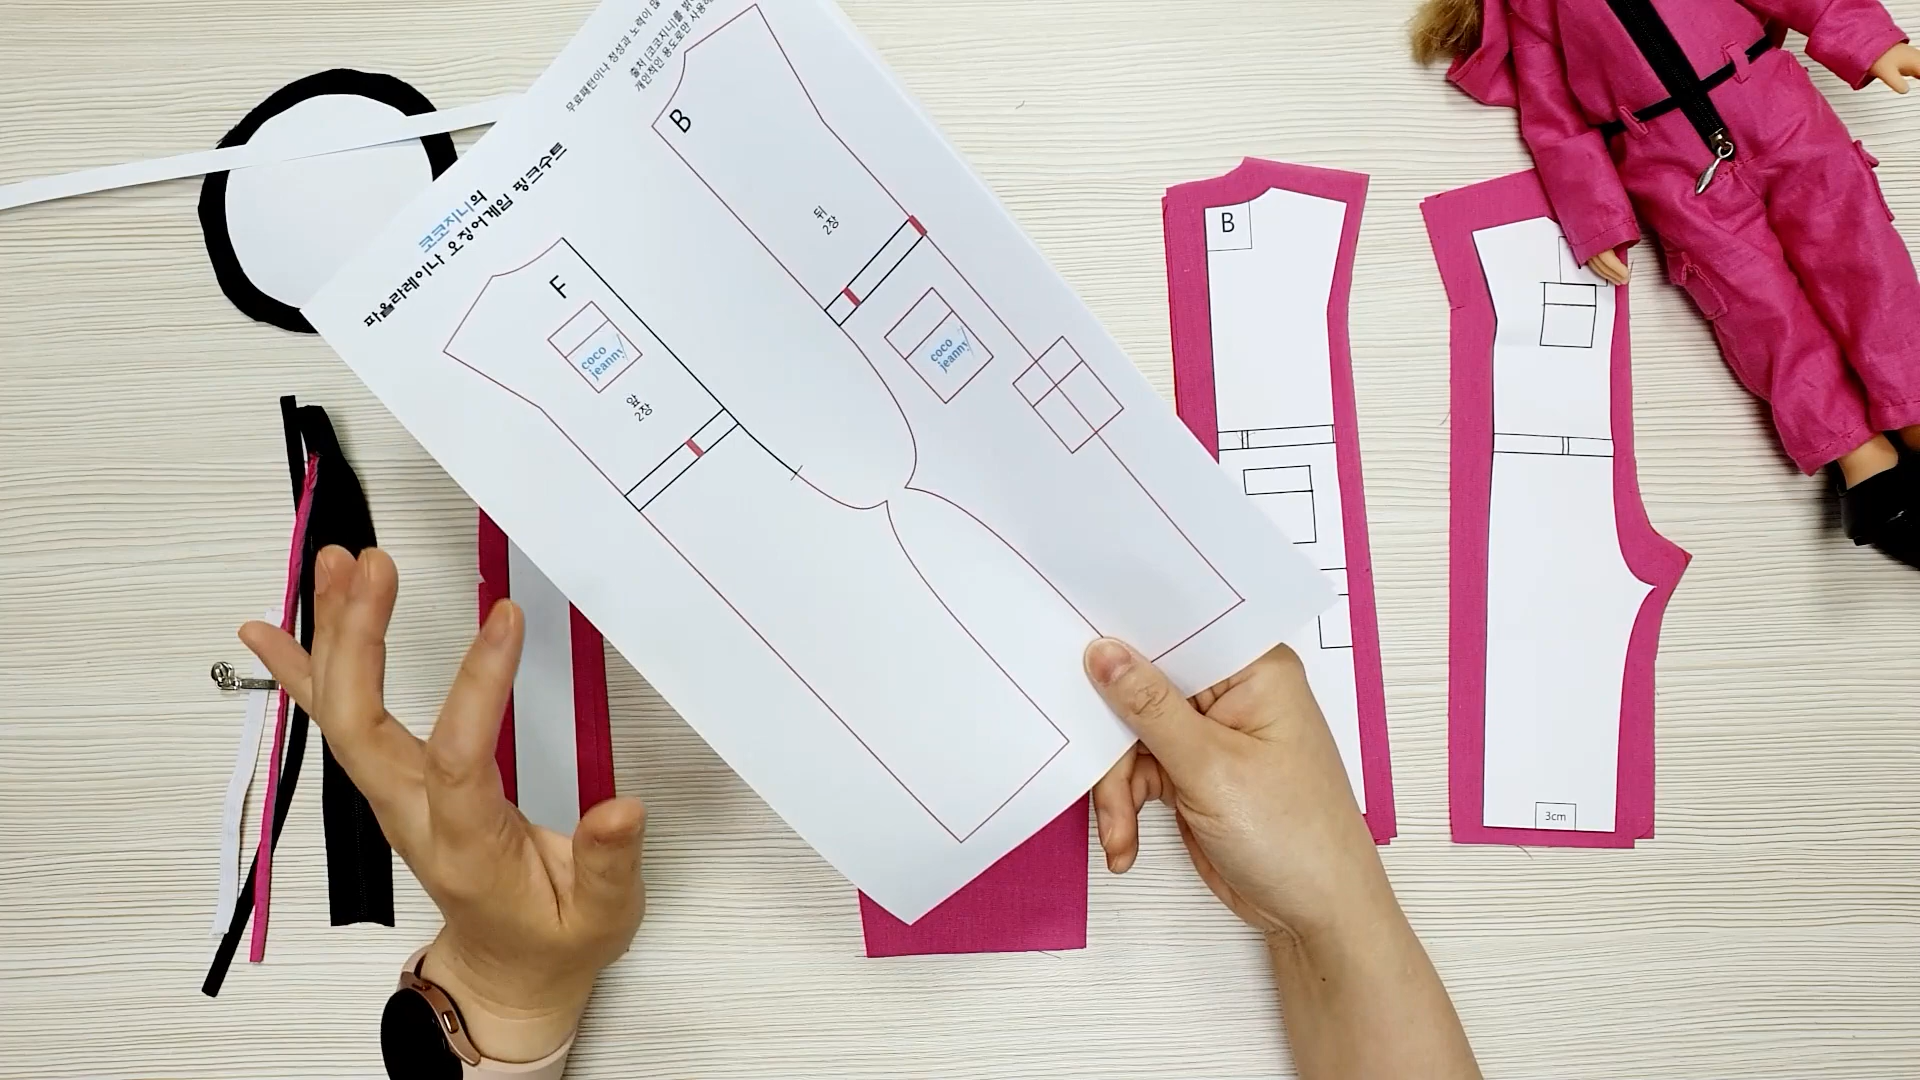 코코지니의
파올라레이나 오징어게임 핑크수트
무료패턴이나 정성과 노력이 많
출처 [코코지니]를 밝
개인적인 용도로만 사용하
F
coco
jeanny
앞
2장
B
뒤
2장
coco
jeanny
B
3cm